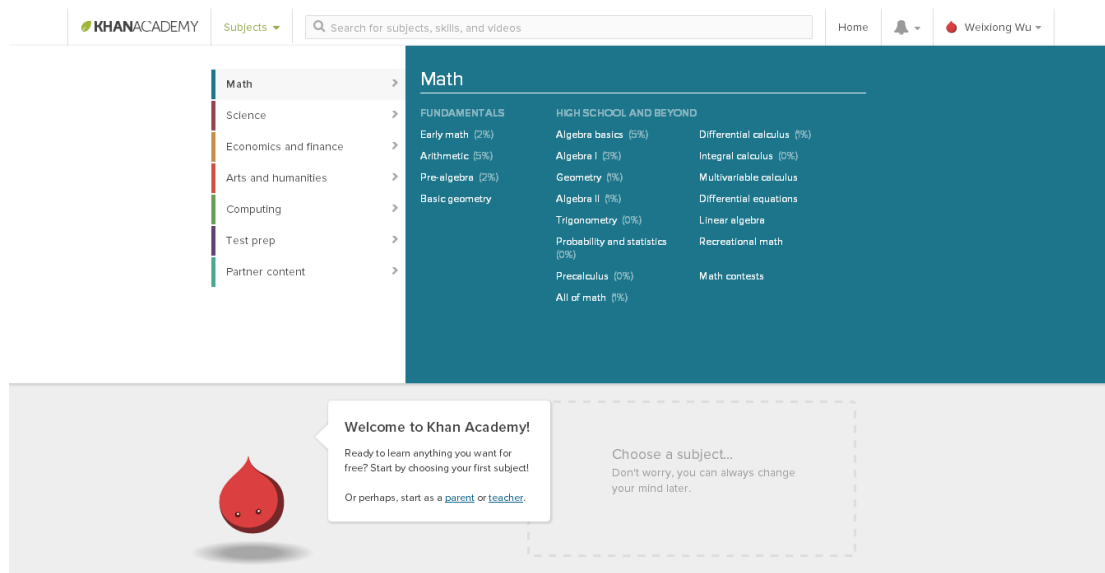 KHANACADEMY
Subjects
Search for subjects, skills, and videos
Home
Weixiong Wu
Math
Science
Economics and finance
Arts and humanities
Computing
Test prep
Partner content
Math
FUNDAMENTALS
Early math (2%)
Arithmetic (5%)
Pre-algebra (2%)
Basic geometry
HIGH SCHOOL AND BEYOND
Algebra basics (5%)
Algebra I (3%)
Geometry (1%)
Algebra II (1%)
Trigonometry (0%)
Probability and statistics
(0%)
Precalculus (0%)
All of math (1%)
Differential calculus (1%)
Integral calculus (0%)
Multivariable calculus
Differential equations
Linear algebra
Recreational math
Math contests
Welcome to Khan Academy!
Ready to learn anything you want for
free? Start by choosing your first subject!
Or perhaps, start as a parent or teacher.
Choose a subject...
Don't worry, you can always change
your mind later.